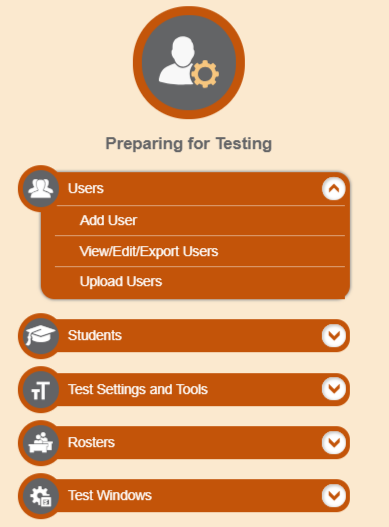 Preparing for Testing
Users
Add User
View/Edit/Export Users
Upload Users
Students
Test Settings and Tools
Rosters
Test Windows